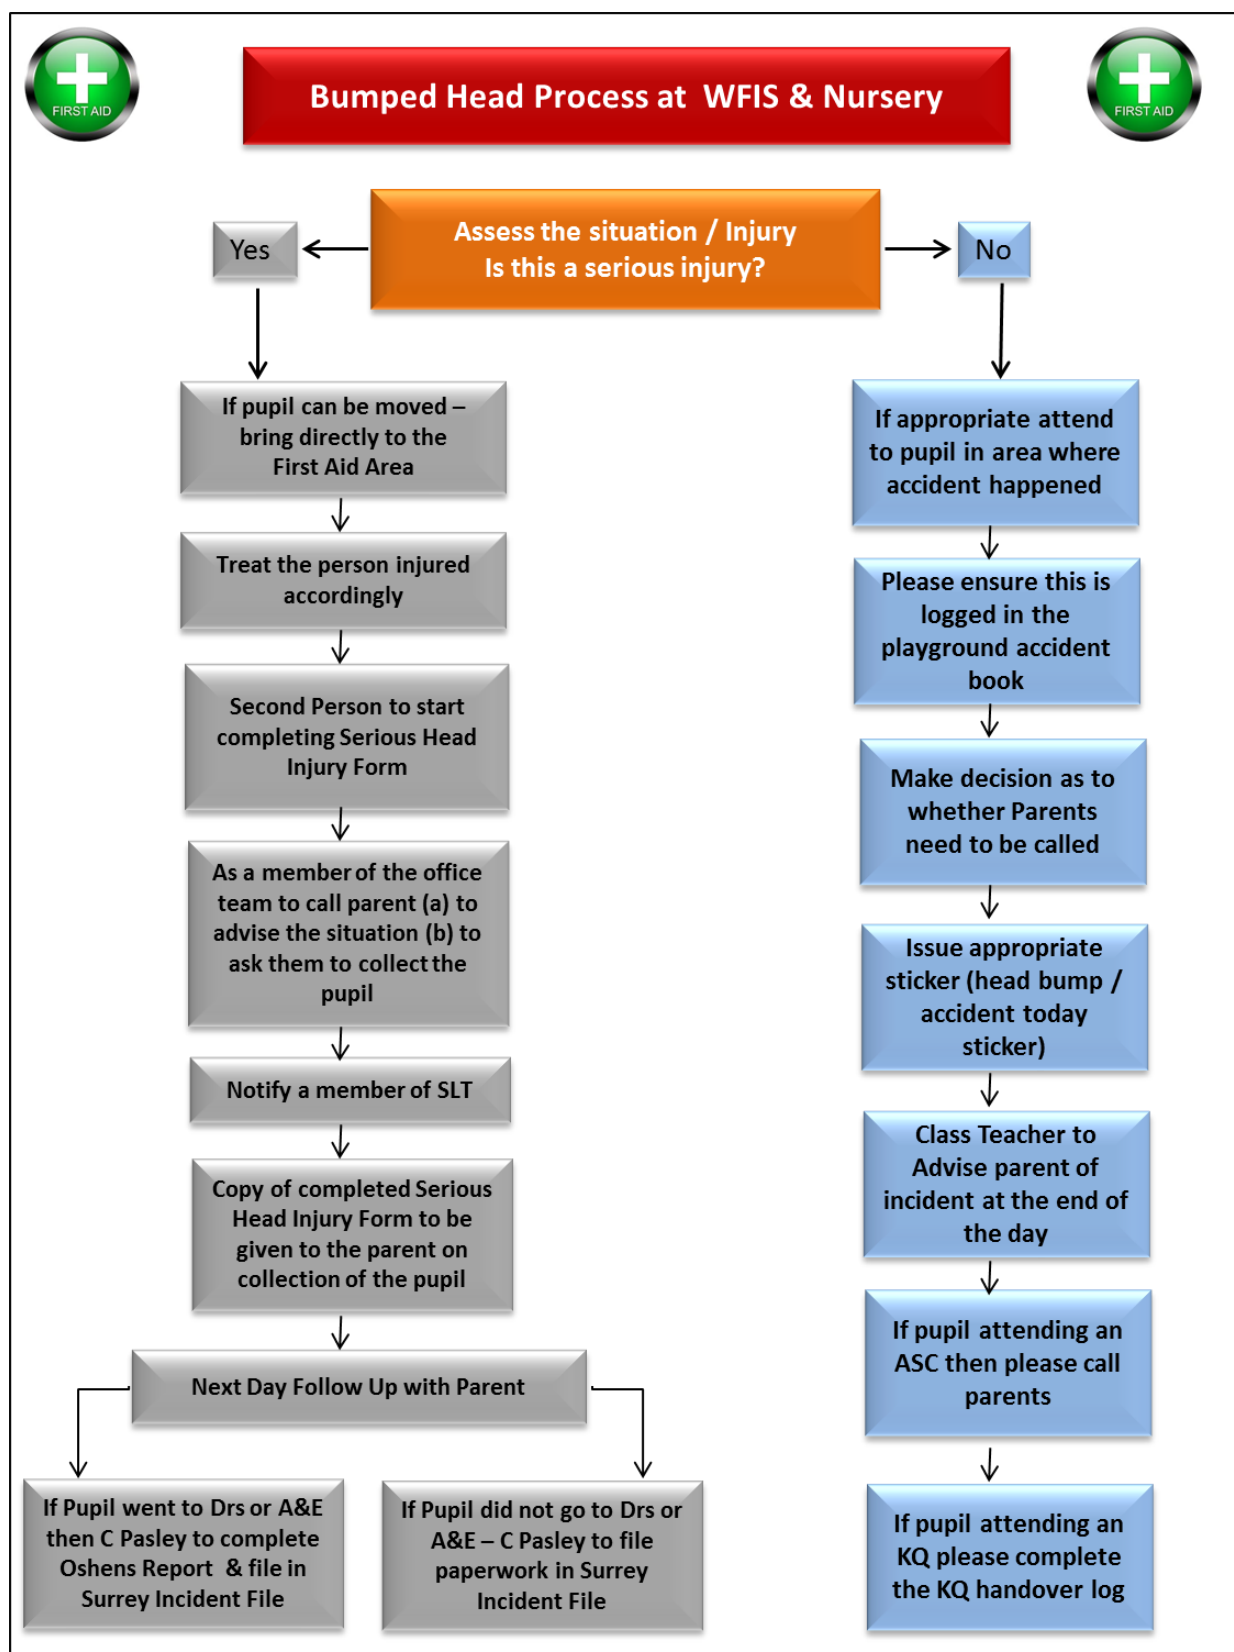 FIRST AID
Bumped Head Process at WFIS & Nursery
FIRST AID
Assess the situation / Injury
Is this a serious injury?
Yes
No
If pupil can be moved –
bring directly to the
First Aid Area
Treat the person injured
accordingly
Second Person to start
completing Serious Head
Injury Form
As a member of the office
team to call parent (a) to
advise the situation (b) to
ask them to collect the
pupil
Notify a member of SLT
Copy of completed Serious
Head Injury Form to be
given to the parent on
collection of the pupil
Next Day Follow Up with Parent
If Pupil went to Drs or A&E
then C Pasley to complete
Oshens Report & file in
Surrey Incident File
If Pupil did not go to Drs or
A&E – C Pasley to file
paperwork in Surrey
Incident File
If appropriate attend
to pupil in area where
accident happened
Please ensure this is
logged in the
playground accident
book
Make decision as to
whether Parents
need to be called
Issue appropriate
sticker (head bump /
accident today
sticker)
Class Teacher to
Advise parent of
incident at the end of
the day
If pupil attending an
ASC then please call
parents
If pupil attending an
KQ please complete
the KQ handover log